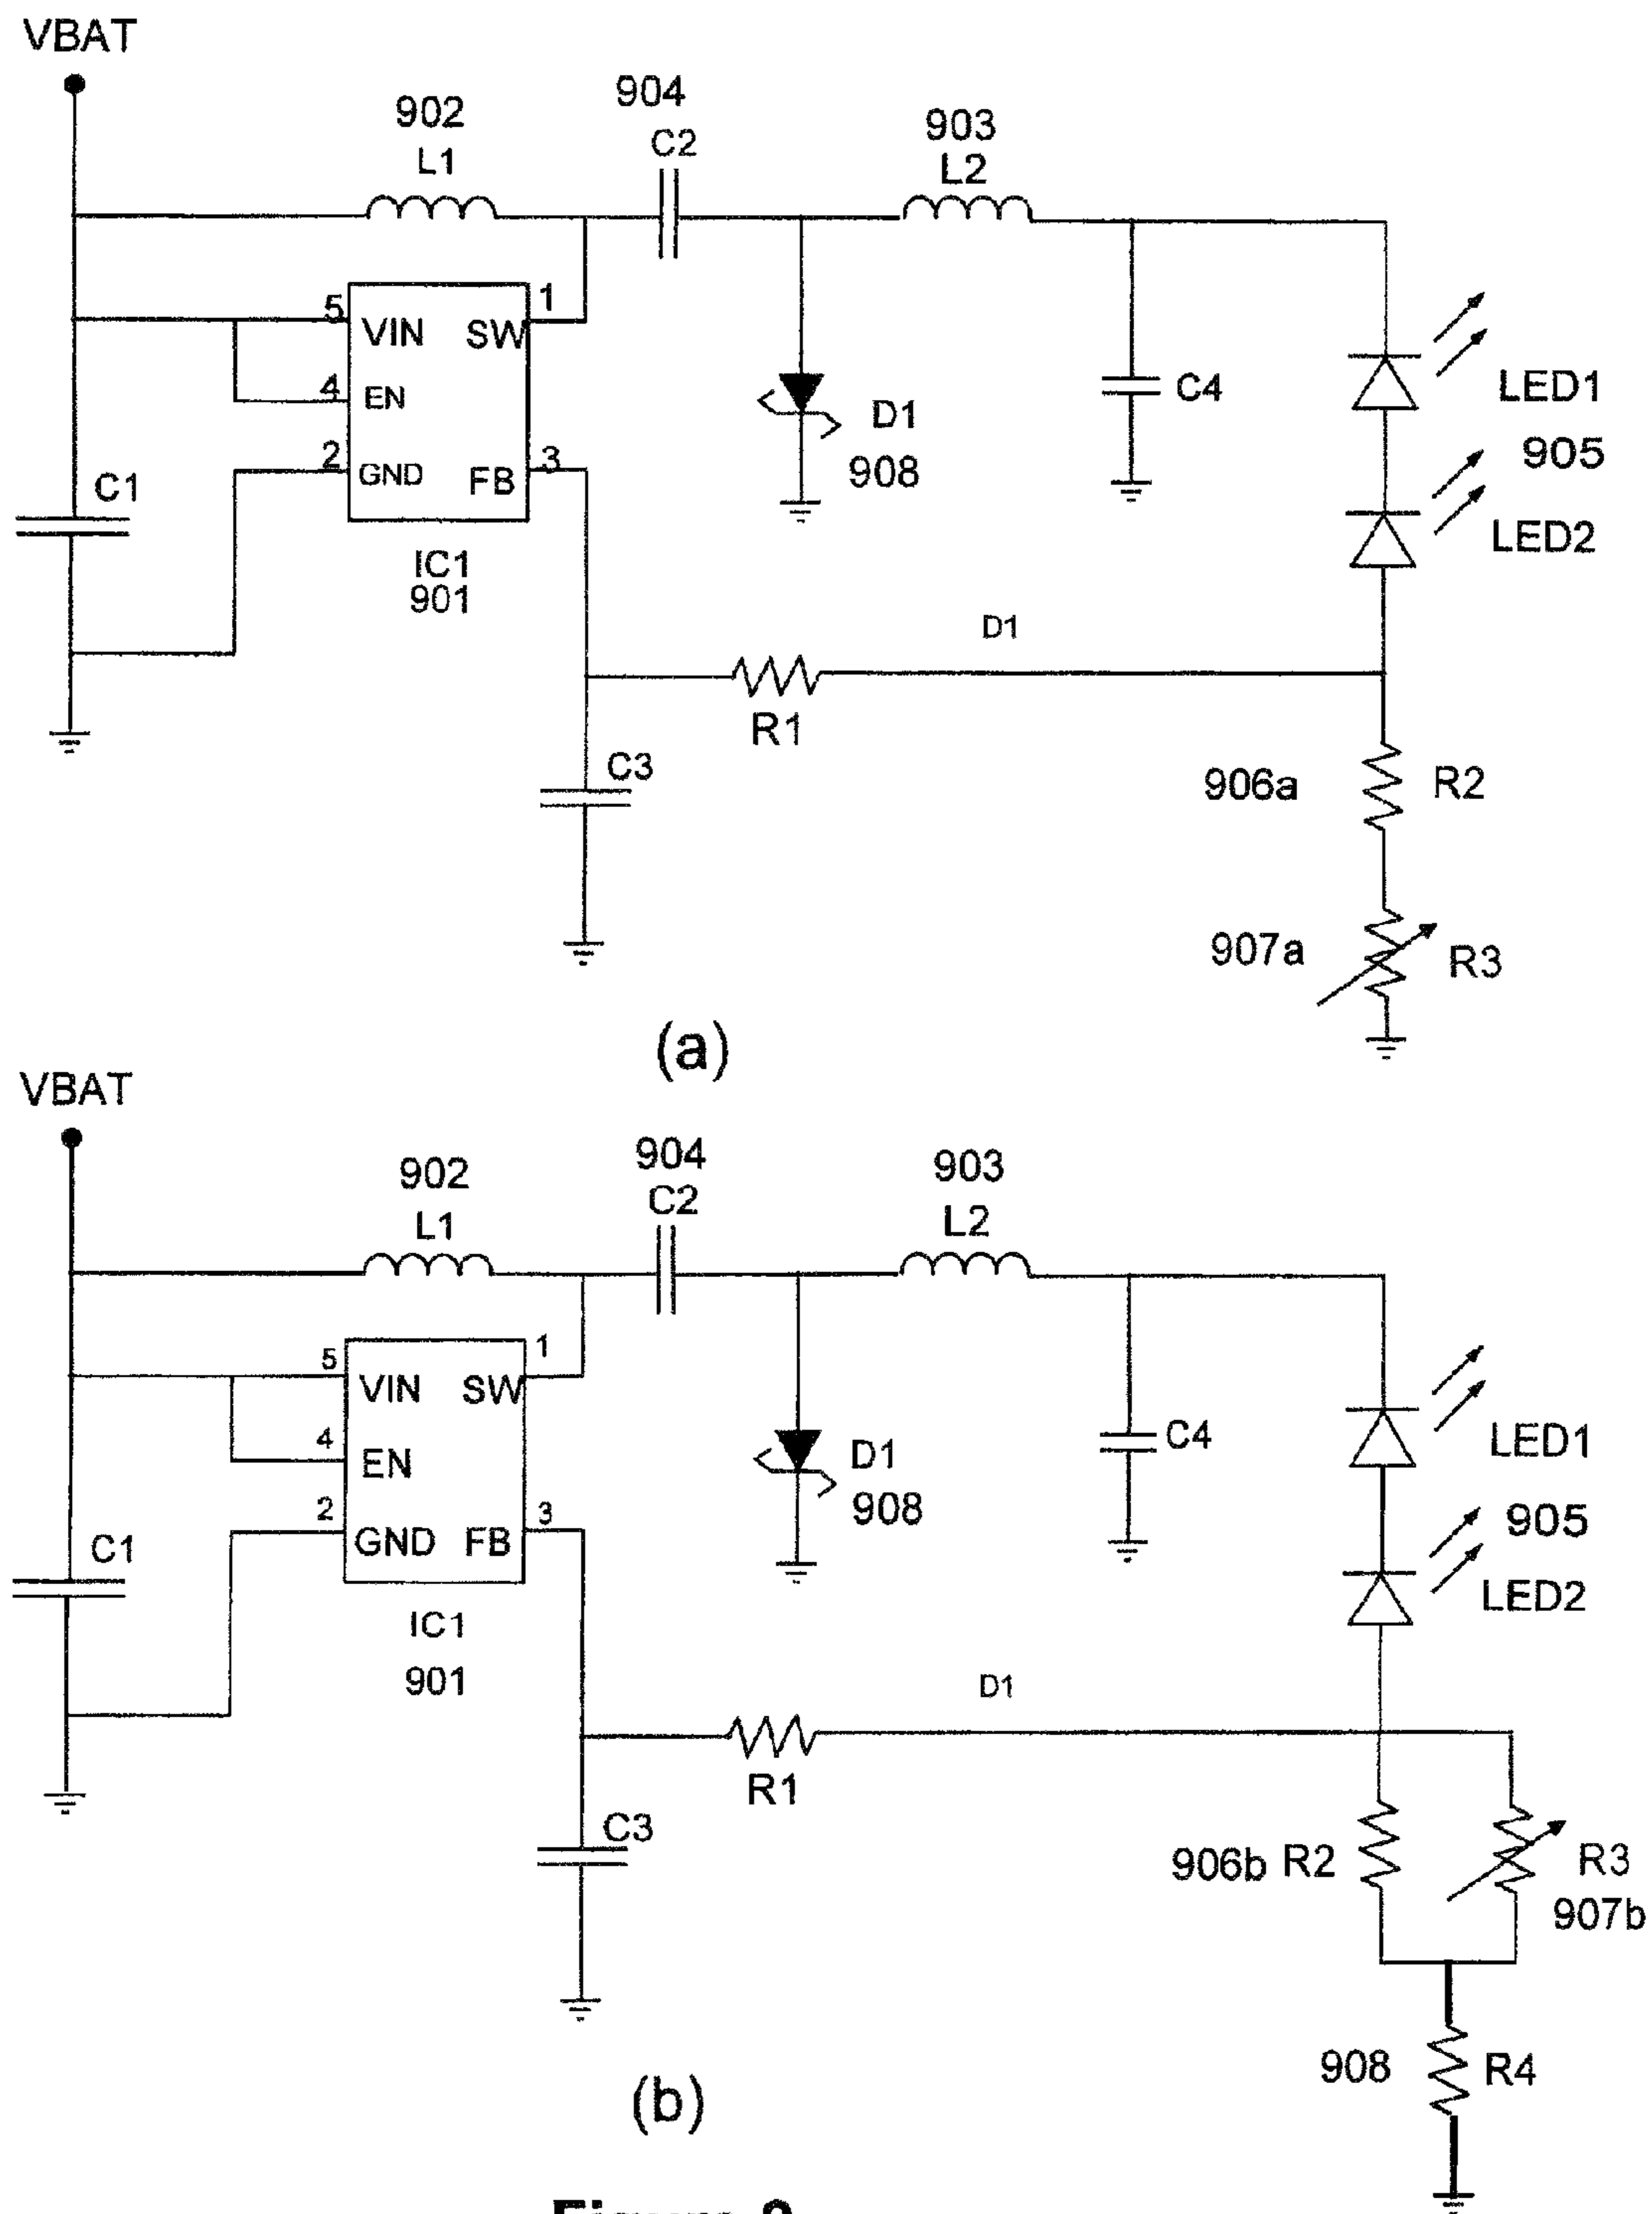 VBAT
902
L1
904
C2
903
L2
5
VIN
SW
1
4
EN
2
GND
FB
3
IC1
901
C1
D1
908
C4
LED1
905
LED2
D1
R1
C3
906a
R2
907a
R3
(a)
VBAT
902
L1
904
C2
903
L2
5
VIN
SW
1
4
EN
2
GND
FB
3
IC1
901
C1
D1
908
C4
LED1
905
LED2
D1
R1
C3
906b
R2
R3
907b
908
R4
(b)